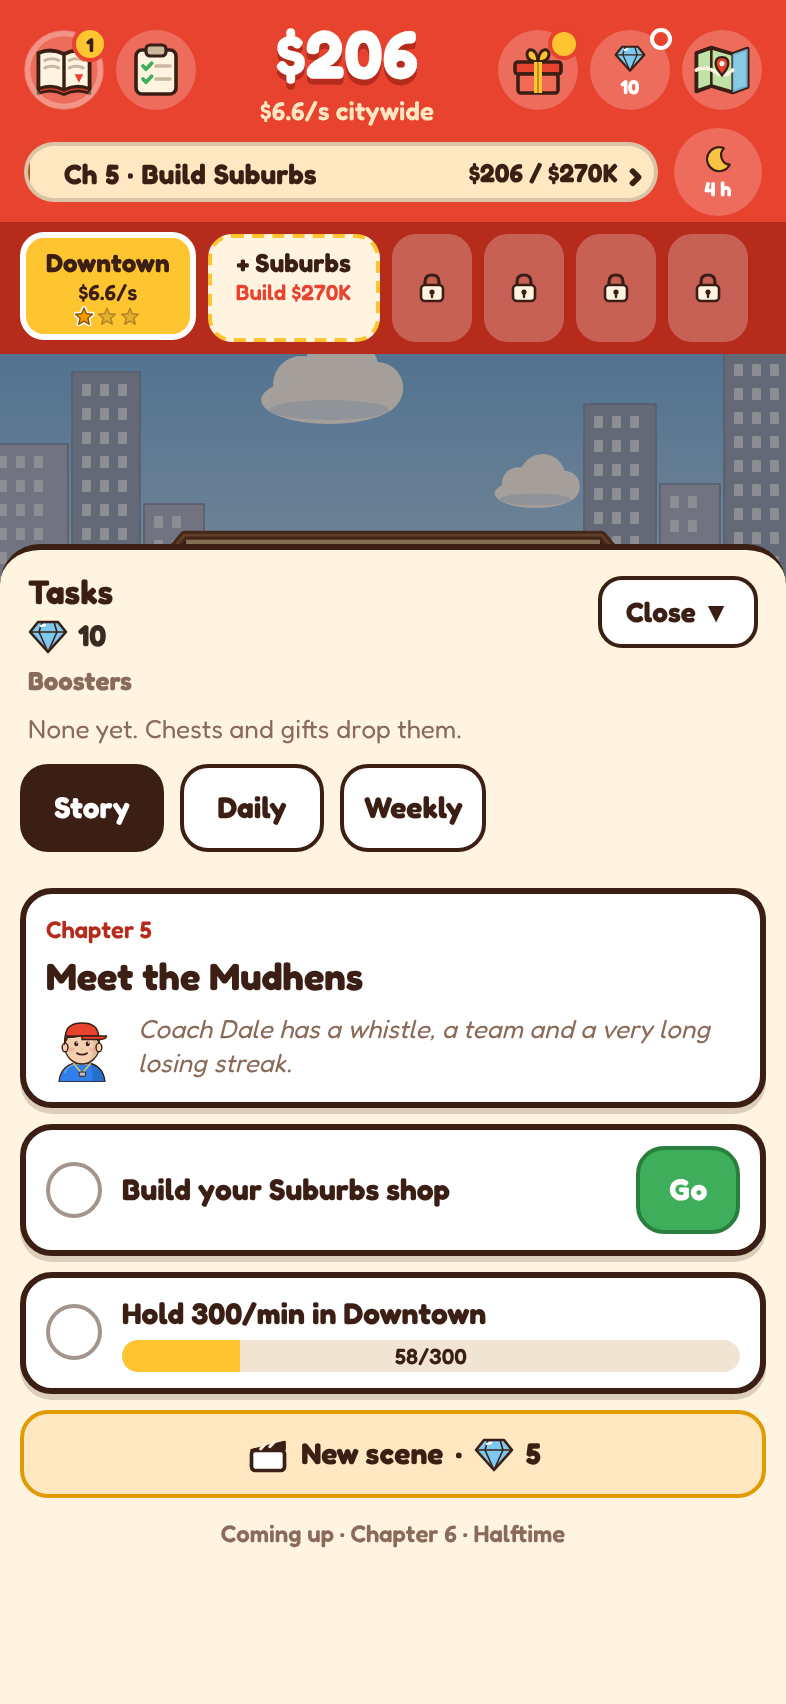 1
$206
$6.6/s citywide
10
Ch 5 · Build Suburbs
$206 / $270K ›
4 h
Downtown
$6.6/s
+ Suburbs
Build $270K
Tasks
Close ▼
10
Boosters
None yet. Chests and gifts drop them.
Story
Daily
Weekly
Chapter 5
Meet the Mudhens
Coach Dale has a whistle, a team and a very long
losing streak.
Build your Suburbs shop
Go
Hold 300/min in Downtown
58/300
New scene · 5
Coming up · Chapter 6 · Halftime